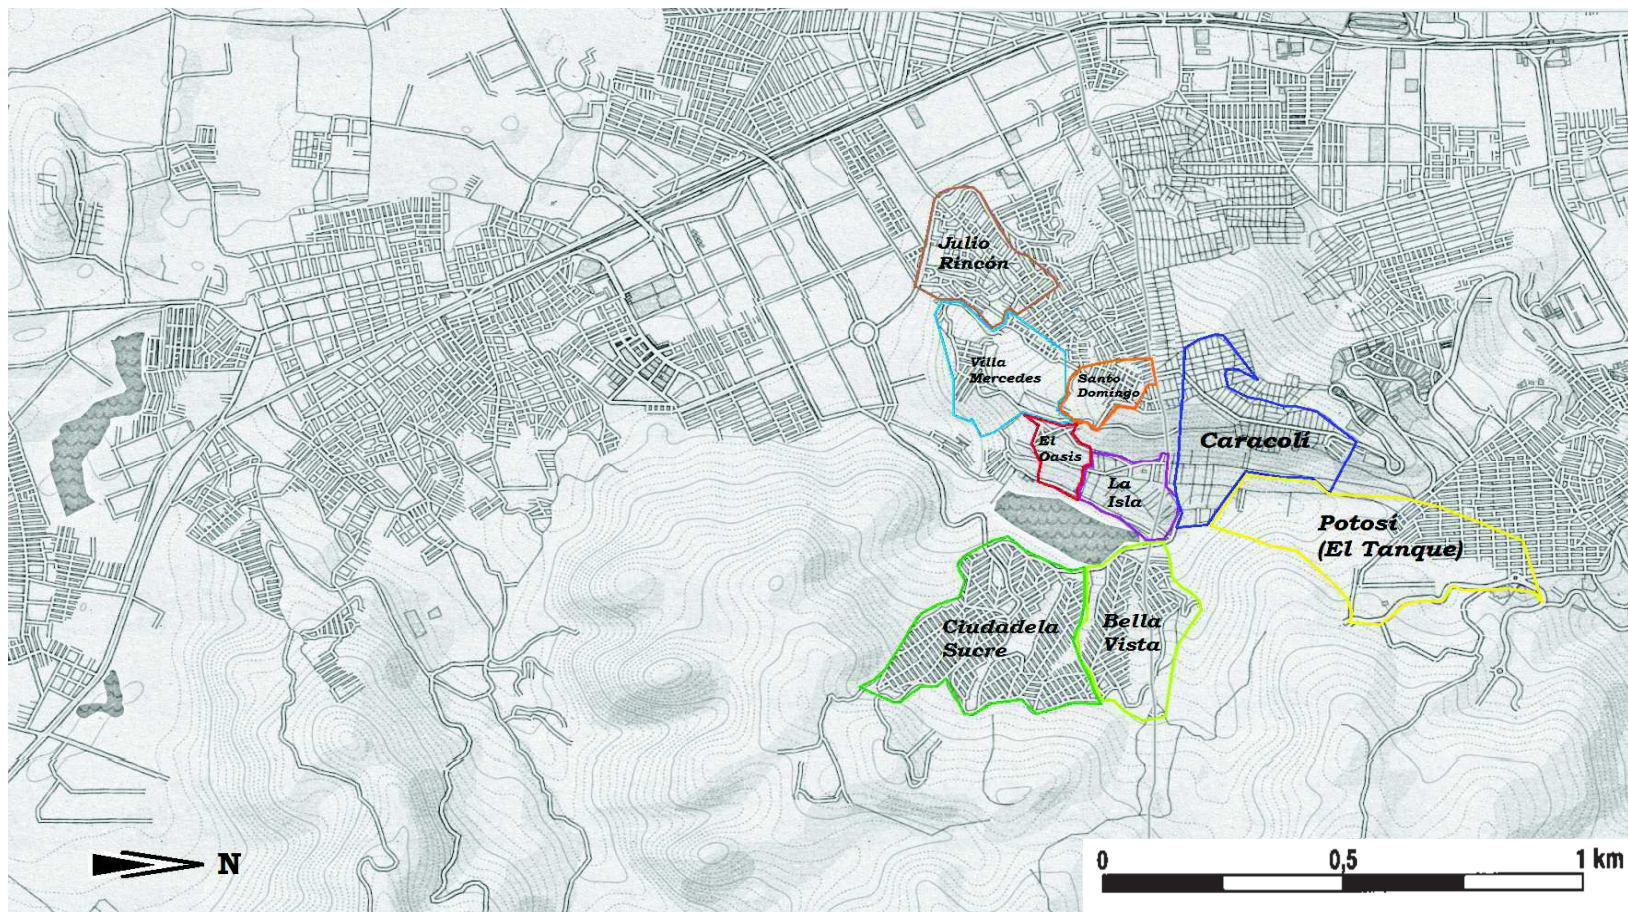 Julio
Rincón
Villa
Mercedes
Santo
Domingo
El
Oasis
La
Isla
Caracolí
Potosí
(El Tanque)
Ciudadela
Sucre
Bella
Vista
N
0 0,5 1 km